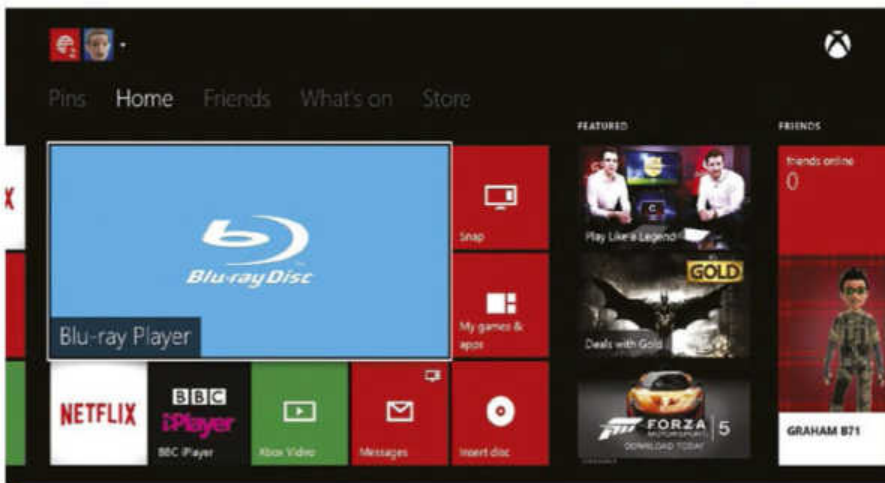 Pins Home Friends What's on Store
FEATURED
FRIENDS
friends online
0
X
Blu-ray Disc
Blu-ray Player
Snap
My games &
apps
Play Like a Legend
GOLD
Deals with Gold
FORZA
MOTORSPORT 5
DOWNLOAD TODAY
NETFLIX
BBC
iPlayer
BBC iPlayer
Xbox Video
Messages
Insert disc
GRAHAM B71